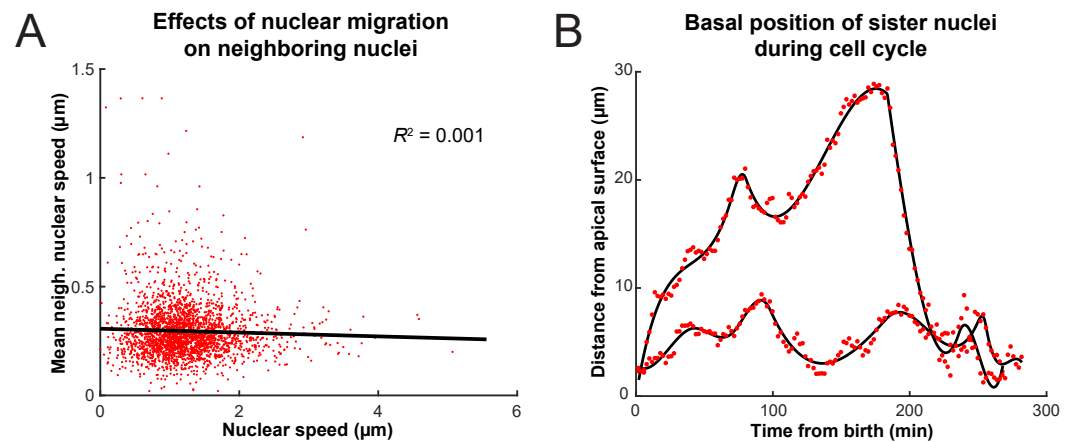 A
Effects of nuclear migration
on neighboring nuclei
Mean neigh. nuclear speed (µm)
1.5
1
0.5
0
R² = 0.001
0
2
4
6
Nuclear speed (µm)
B
Basal position of sister nuclei
during cell cycle
Distance from apical surface (µm)
30
20
10
0
0
100
200
300
Time from birth (min)